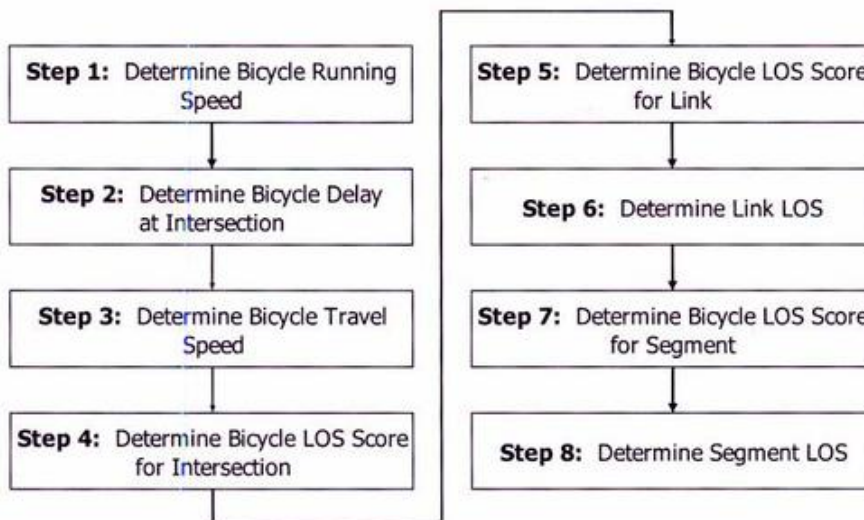 Step 1: Determine Bicycle Running
Speed
Step 2: Determine Bicycle Delay
at Intersection
Step 3: Determine Bicycle Travel
Speed
Step 4: Determine Bicycle LOS Score
for Intersection
Step 5: Determine Bicycle LOS Score
for Link
Step 6: Determine Link LOS
Step 7: Determine Bicycle LOS Score
for Segment
Step 8: Determine Segment LOS